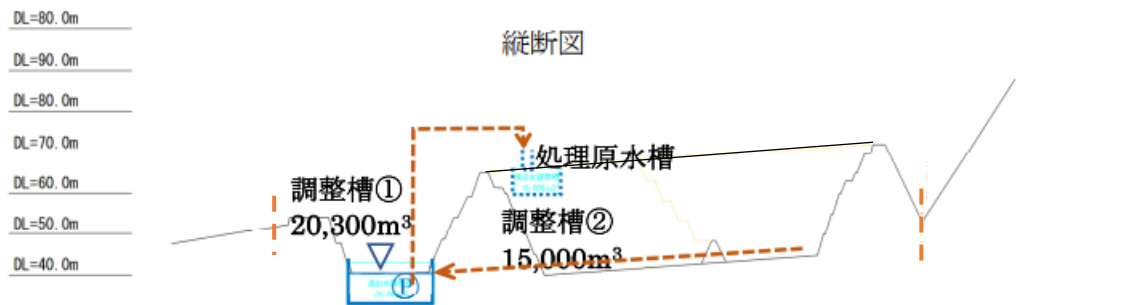 DL=80.0m
縦断図
DL=90.0m
DL=80.0m
DL=70.0m
処理原水槽
DL=60.0m
調整槽①
20,300m³
DL=50.0m
調整槽②
15,000m³
DL=40.0m
P